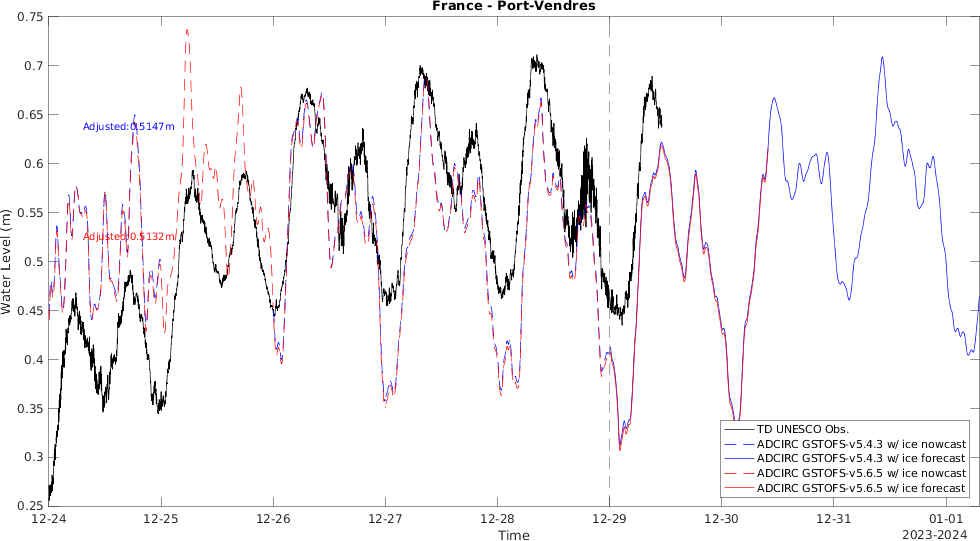 France - Port-Vendres
0.75
0.7
0.65
0.6
0.55
0.5
0.45
0.4
0.35
0.3
0.25
Water Level (m)
Adjusted:0.5147m
Adjusted:0.5132m
TD UNESCO Obs.
ADCIRC GSTOFS-v5.4.3 w/ ice nowcast
ADCIRC GSTOFS-v5.4.3 w/ ice forecast
ADCIRC GSTOFS-v5.6.5 w/ ice nowcast
ADCIRC GSTOFS-v5.6.5 w/ ice forecast
12-24 12-25 12-26 12-27 12-28 12-29 12-30 12-31 01-01
Time
2023-2024